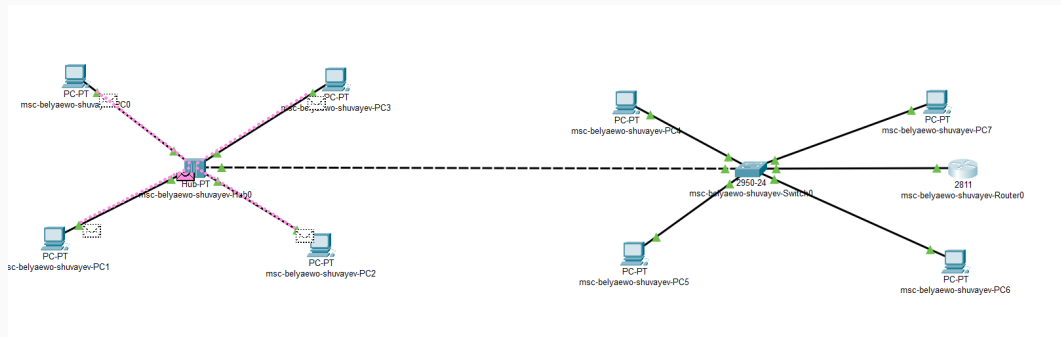 PC-PT
msc-belyaewo-shuvayev-PC0
PC-PT
msc-belyaewo-shuvayev-PC3
Hub-PT
msc-belyaewo-shuvayev-Hub0
PC-PT
msc-belyaewo-shuvayev-PC1
PC-PT
msc-belyaewo-shuvayev-PC2
PC-PT
msc-belyaewo-shuvayev-PC4
PC-PT
msc-belyaewo-shuvayev-PC7
2950-24
msc-belyaewo-shuvayev-Switch0
2811
msc-belyaewo-shuvayev-Router0
PC-PT
msc-belyaewo-shuvayev-PC5
PC-PT
msc-belyaewo-shuvayev-PC6